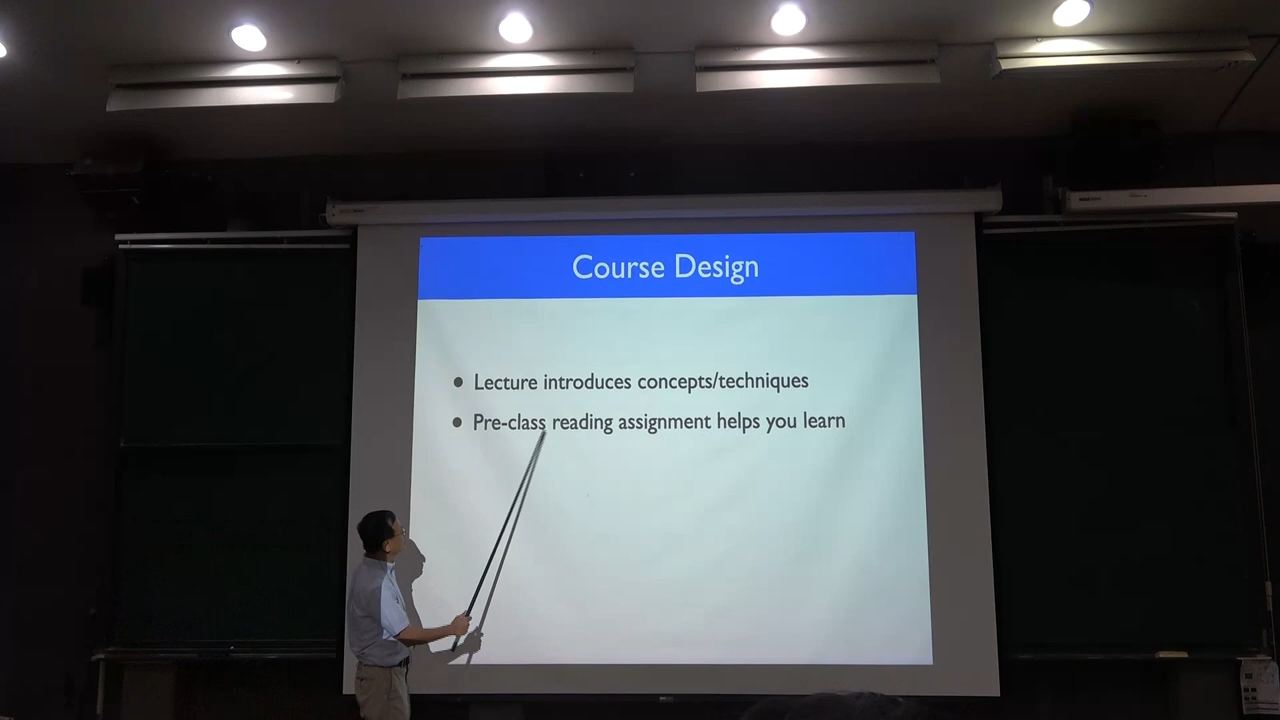 Course Design
• Lecture introduces concepts/techniques
• Pre-class reading assignment helps you learn